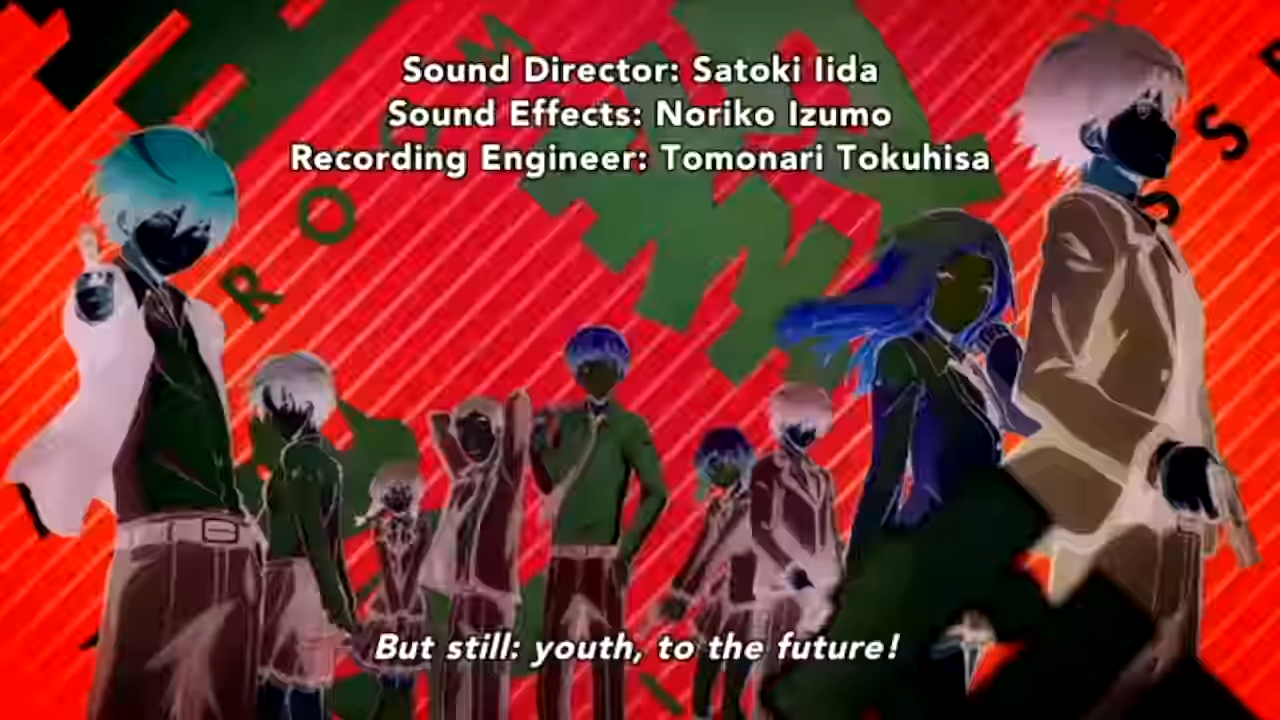 Sound Director: Satoki Iida
Sound Effects: Noriko Izumo
Recording Engineer: Tomonari Tokuhisa
R O M
S S
But still: youth, to the future!